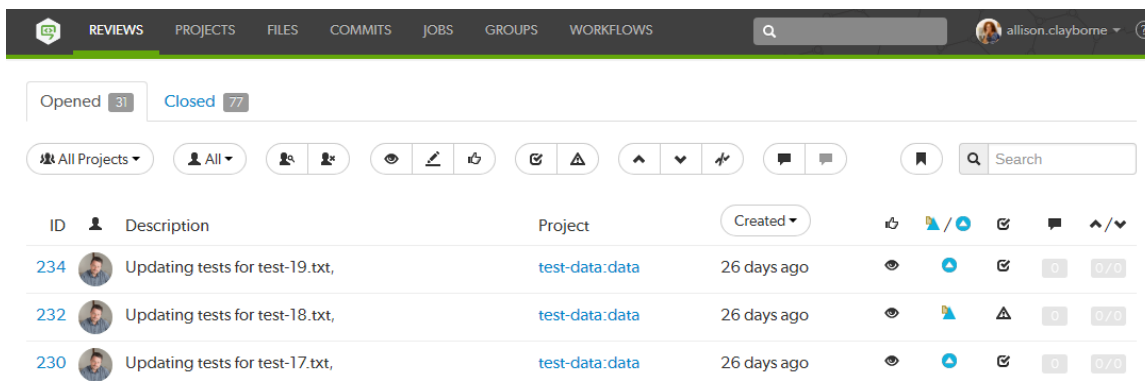 REVIEWS PROJECTS FILES COMMITS JOBS GROUPS WORKFLOWS allison.clayborne ?
Opened 31 Closed 77
All Projects All Search
ID Description Project Created /  /
234 Updating tests for test-19.txt, test-data:data 26 days ago 0 0/0
232 Updating tests for test-18.txt, test-data:data 26 days ago 0 0/0
230 Updating tests for test-17.txt, test-data:data 26 days ago 0 0/0